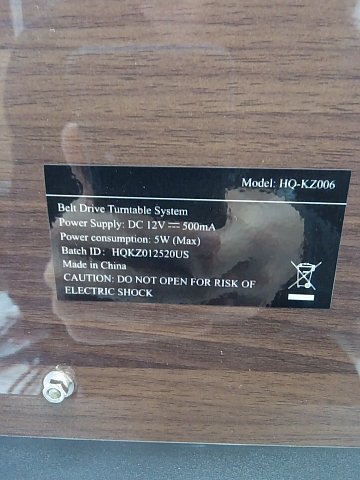 Model: HQ-KZ006
Belt Drive Turntable System
Power Supply: DC 12V ⎓ 500mA
Power consumption: 5W (Max)
Batch ID: HQKZ012520US
Made in China
CAUTION: DO NOT OPEN FOR RISK OF
ELECTRIC SHOCK